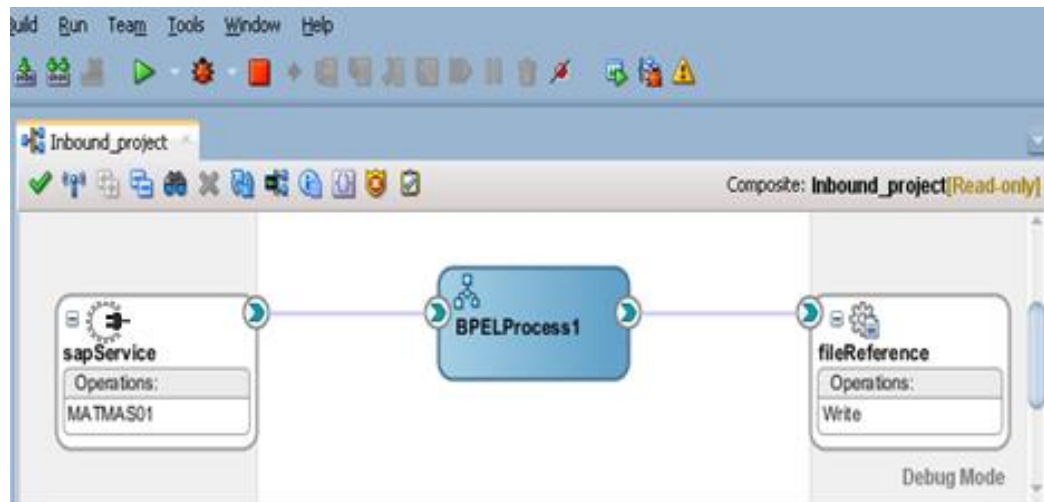 uild Run Team Tools Window Help
Inbound_project
Composite: Inbound_project[Read-only]
sapService
Operations:
MATMAS01
BPELProcess1
fileReference
Operations:
Write
Debug Mode